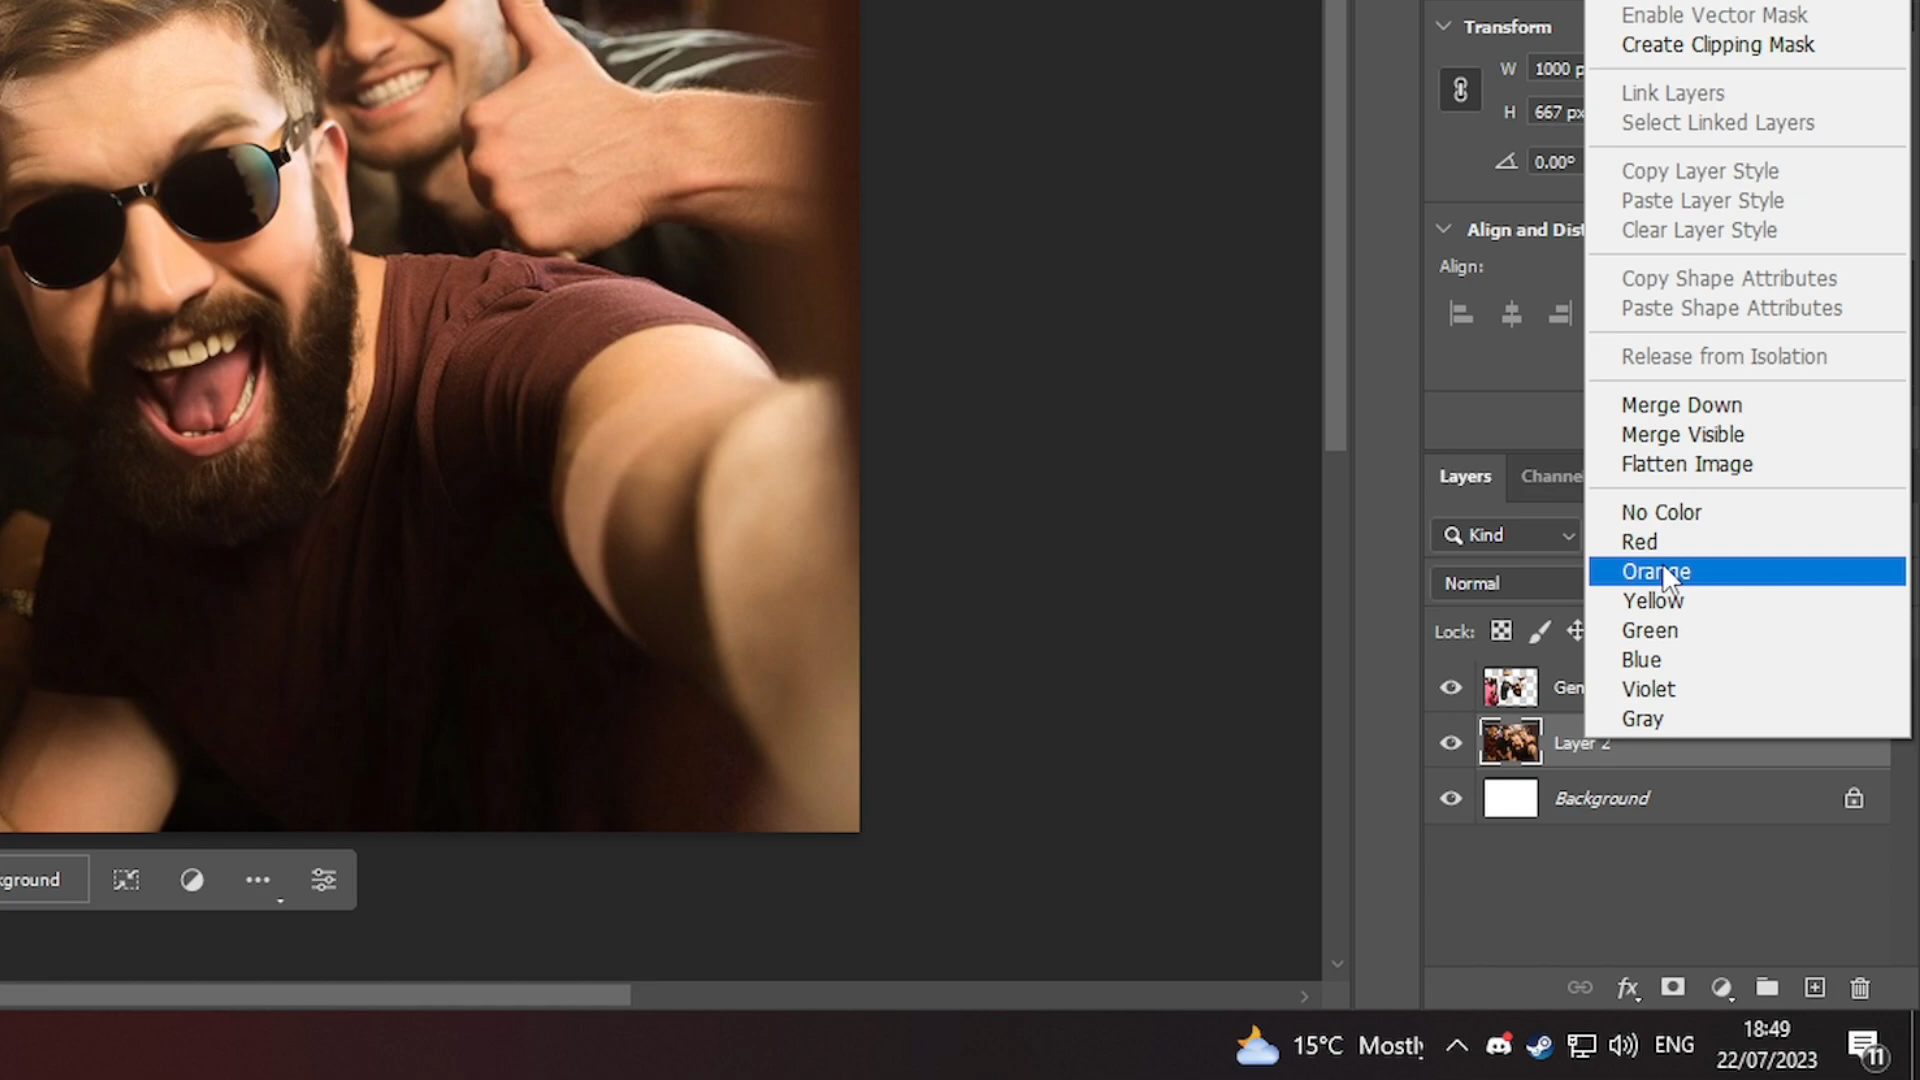 Transform
W 1000 p
H 667 px
0.00°
Align and Dist
Align:
Layers
Channe
Kind
Normal
Lock:
Gen
Layer 2
Background
Enable Vector Mask
Create Clipping Mask
Link Layers
Select Linked Layers
Copy Layer Style
Paste Layer Style
Clear Layer Style
Copy Shape Attributes
Paste Shape Attributes
Release from Isolation
Merge Down
Merge Visible
Flatten Image
No Color
Red
Orange
Yellow
Green
Blue
Violet
Gray
kground
fx
15°C Mostly
ENG
18:49
22/07/2023
11